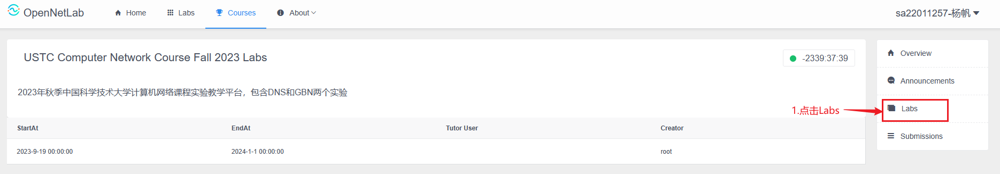 OpenNetLab Home Labs Courses About sa22011257-杨帆
USTC Computer Network Course Fall 2023 Labs
-2339:37:39
2023年秋季中国科学技术大学计算机网络课程实验教学平台，包含DNS和GBN两个实验
StartAt EndAt Tutor User Creator
2023-9-19 00:00:00 2024-1-1 00:00:00 root
Overview
Announcements
1.点击Labs
Labs
Submissions